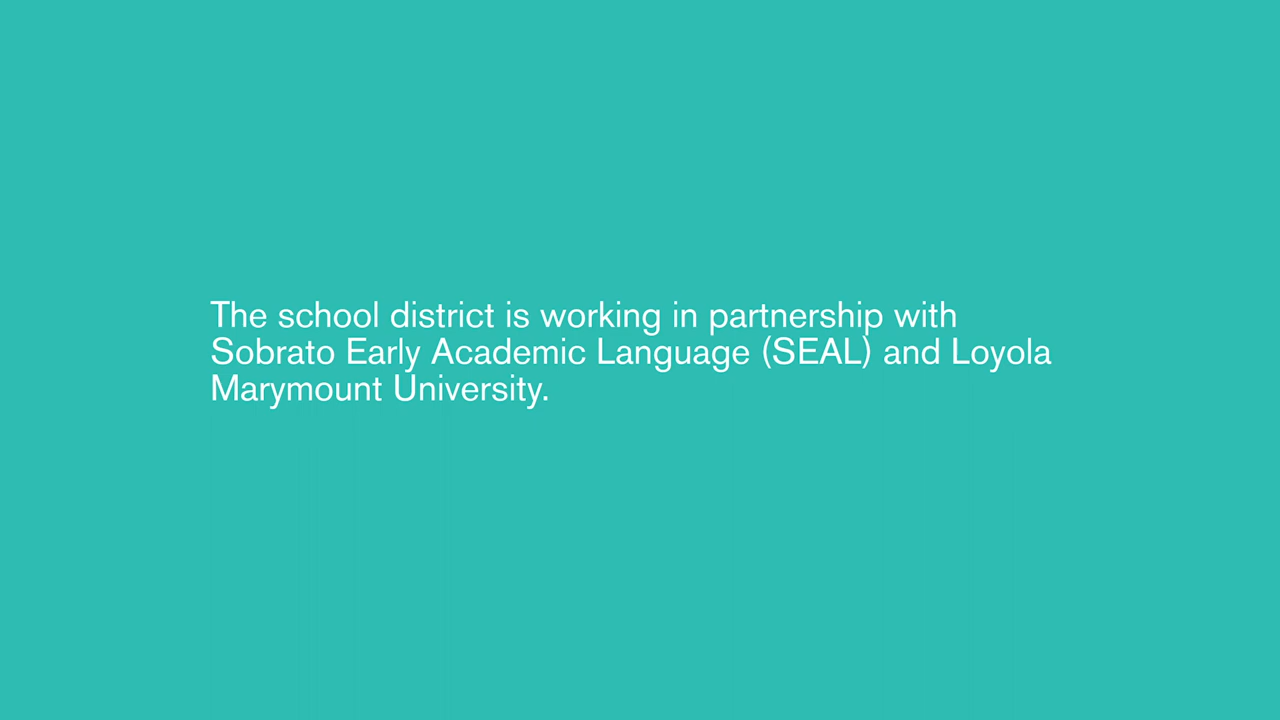 The school district is working in partnership with
Sobrato Early Academic Language (SEAL) and Loyola
Marymount University.